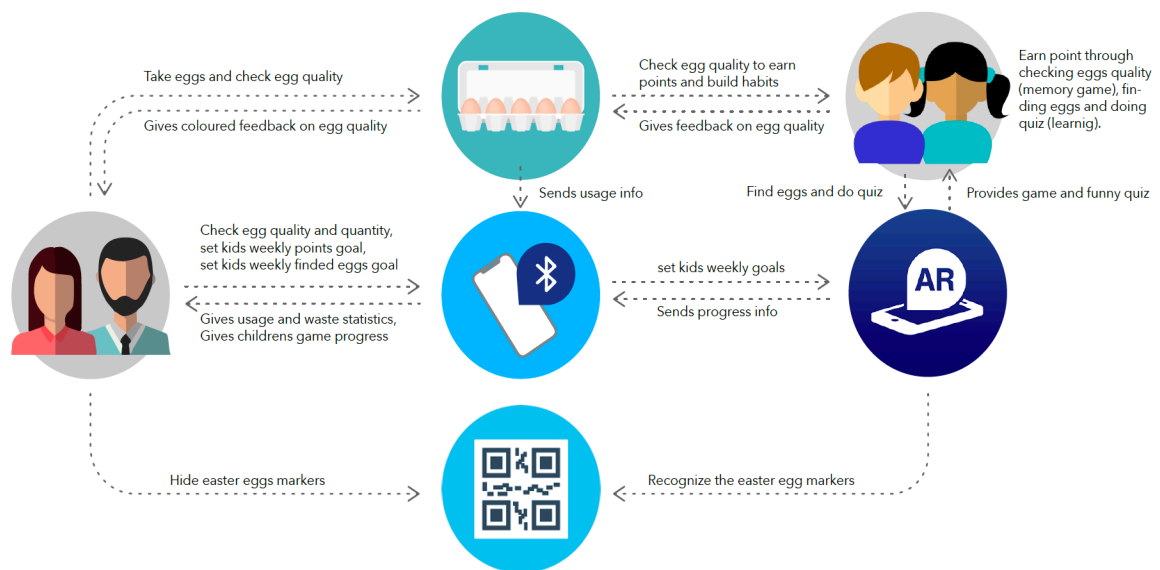 Take eggs and check egg quality
Gives coloured feedback on egg quality
Check egg quality to earn
points and build habits
Gives feedback on egg quality
Earn point through
checking eggs quality
(memory game), fin-
ding eggs and doing
quiz (learnig).
Sends usage info
Find eggs and do quiz
Provides game and funny quiz
Check egg quality and quantity,
set kids weekly points goal,
set kids weekly finded eggs goal
Gives usage and waste statistics,
Gives childrens game progress
set kids weekly goals
Sends progress info
AR
Hide easter eggs markers
Recognize the easter egg markers